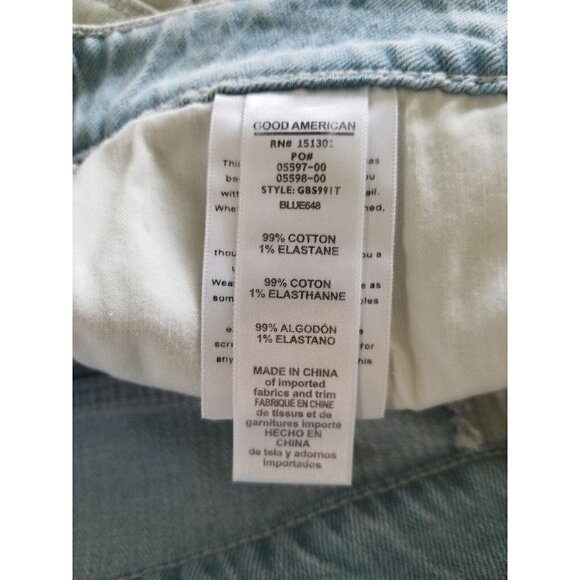 GOOD AMERICAN
RN# 151301
PO#
05597-00
05598-00
STYLE: GBS991T
BLUE648
99% COTTON
1% ELASTANE
99% COTON
1% ELASTHANNE
99% ALGODÓN
1% ELASTANO
MADE IN CHINA
of imported
fabrics and trim
FABRIQUE EN CHINE
de tissus et de
garnitures importé
HECHO EN
CHINA
de tela y adornos
importados